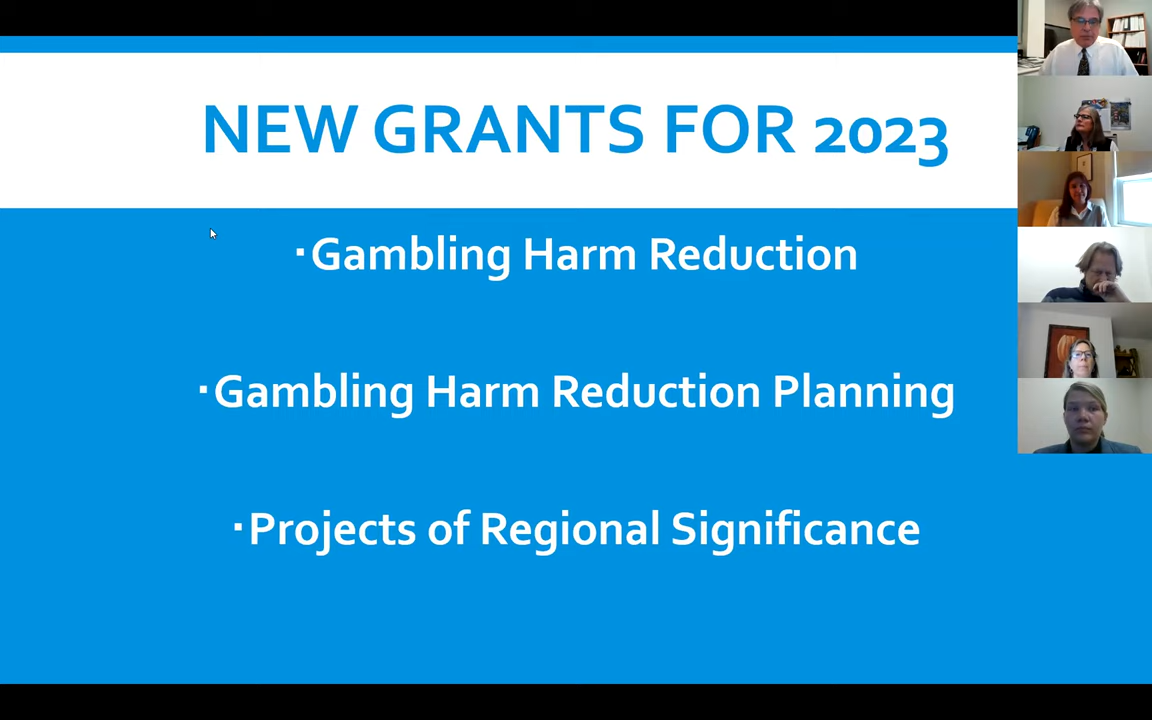 NEW GRANTS FOR 2023
▪Gambling Harm Reduction
▪Gambling Harm Reduction Planning
▪Projects of Regional Significance